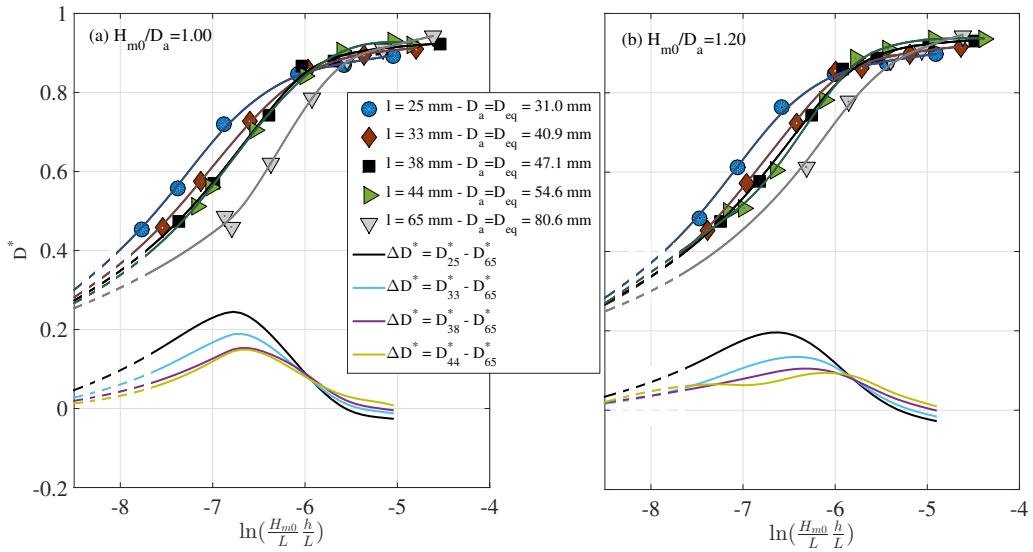 (a) H_m0/D_a=1.00
(b) H_m0/D_a=1.20
1
0.8
0.6
0.4
0.2
0
-0.2
D*
l = 25 mm - D_a=D_eq = 31.0 mm
l = 33 mm - D_a=D_eq = 40.9 mm
l = 38 mm - D_a=D_eq = 47.1 mm
l = 44 mm - D_a=D_eq = 54.6 mm
l = 65 mm - D_a=D_eq = 80.6 mm
ΔD* = D*_25 - D*_65
ΔD* = D*_33 - D*_65
ΔD* = D*_38 - D*_65
ΔD* = D*_44 - D*_65
-8 -7 -6 -5
-8 -7 -6 -5 -4
ln(H_m0/L h/L)
ln(H_m0/L h/L)